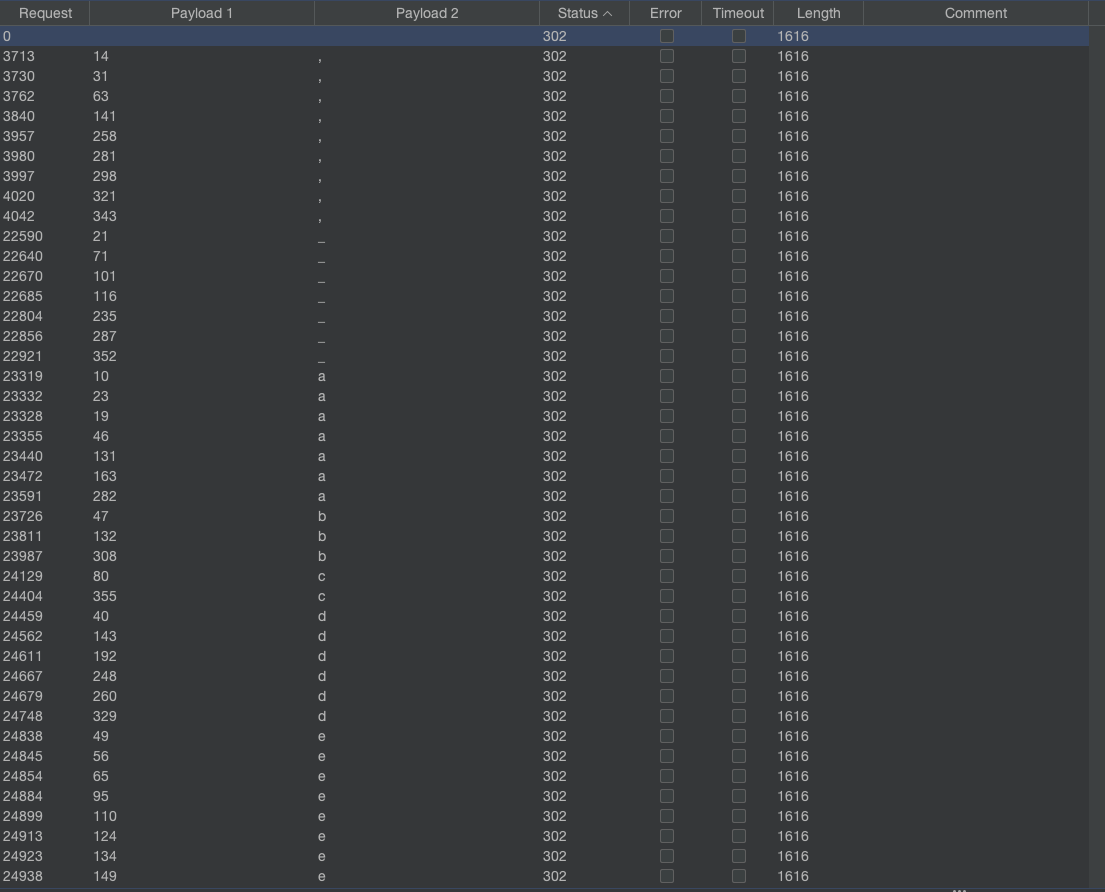 Request Payload 1 Payload 2 Status Error Timeout Length Comment
0 302 1616
3713 14 , 302 1616
3730 31 , 302 1616
3762 63 , 302 1616
3840 141 , 302 1616
3957 258 , 302 1616
3980 281 , 302 1616
3997 298 , 302 1616
4020 321 , 302 1616
4042 343 , 302 1616
22590 21 _ 302 1616
22640 71 _ 302 1616
22670 101 _ 302 1616
22685 116 _ 302 1616
22804 235 _ 302 1616
22856 287 _ 302 1616
22921 352 _ 302 1616
23319 10 a 302 1616
23332 23 a 302 1616
23328 19 a 302 1616
23355 46 a 302 1616
23440 131 a 302 1616
23472 163 a 302 1616
23591 282 a 302 1616
23726 47 b 302 1616
23811 132 b 302 1616
23987 308 b 302 1616
24129 80 c 302 1616
24404 355 c 302 1616
24459 40 d 302 1616
24562 143 d 302 1616
24611 192 d 302 1616
24667 248 d 302 1616
24679 260 d 302 1616
24748 329 d 302 1616
24838 49 e 302 1616
24845 56 e 302 1616
24854 65 e 302 1616
24884 95 e 302 1616
24899 110 e 302 1616
24913 124 e 302 1616
24923 134 e 302 1616
24938 149 e 302 1616